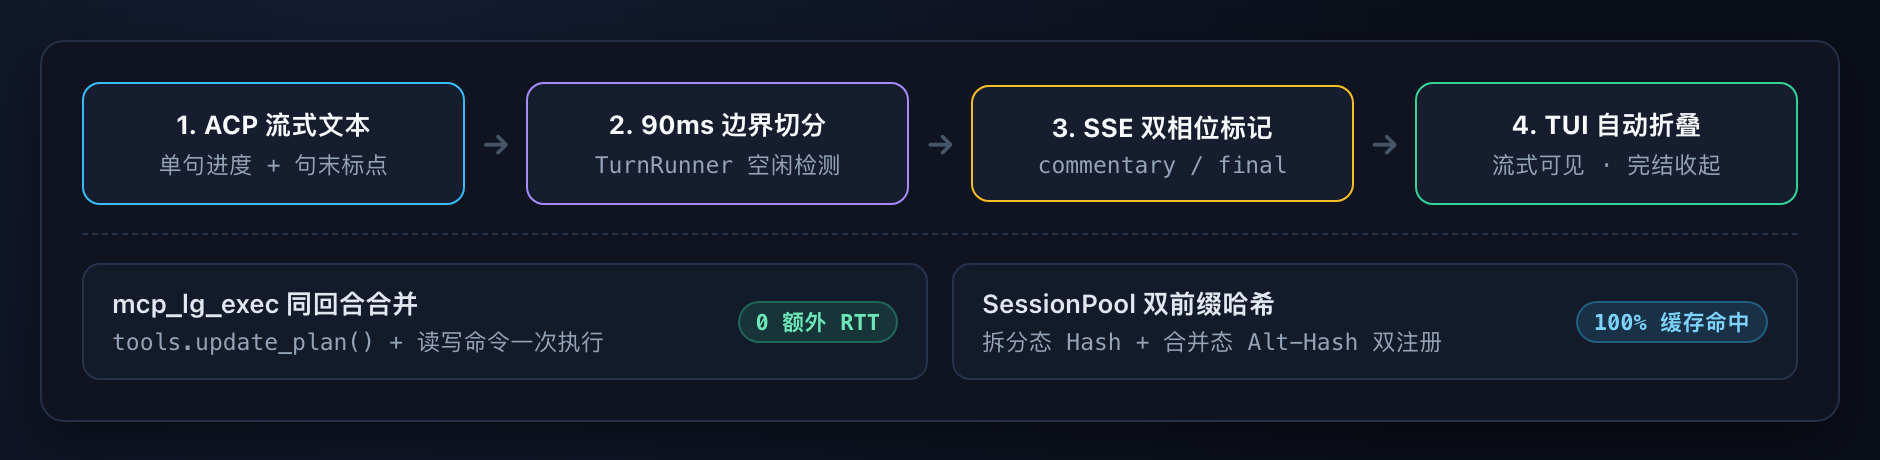 1. ACP 流式文本
单句进度 + 句末标点
2. 90ms 边界切分
TurnRunner 空闲检测
3. SSE 双相位标记
commentary / final
4. TUI 自动折叠
流式可见 · 完结收起
mcp_lg_exec 同回合合并
tools.update_plan() + 读写命令一次执行
0 额外 RTT
SessionPool 双前缀哈希
拆分态 Hash + 合并态 Alt-Hash 双注册
100% 缓存命中